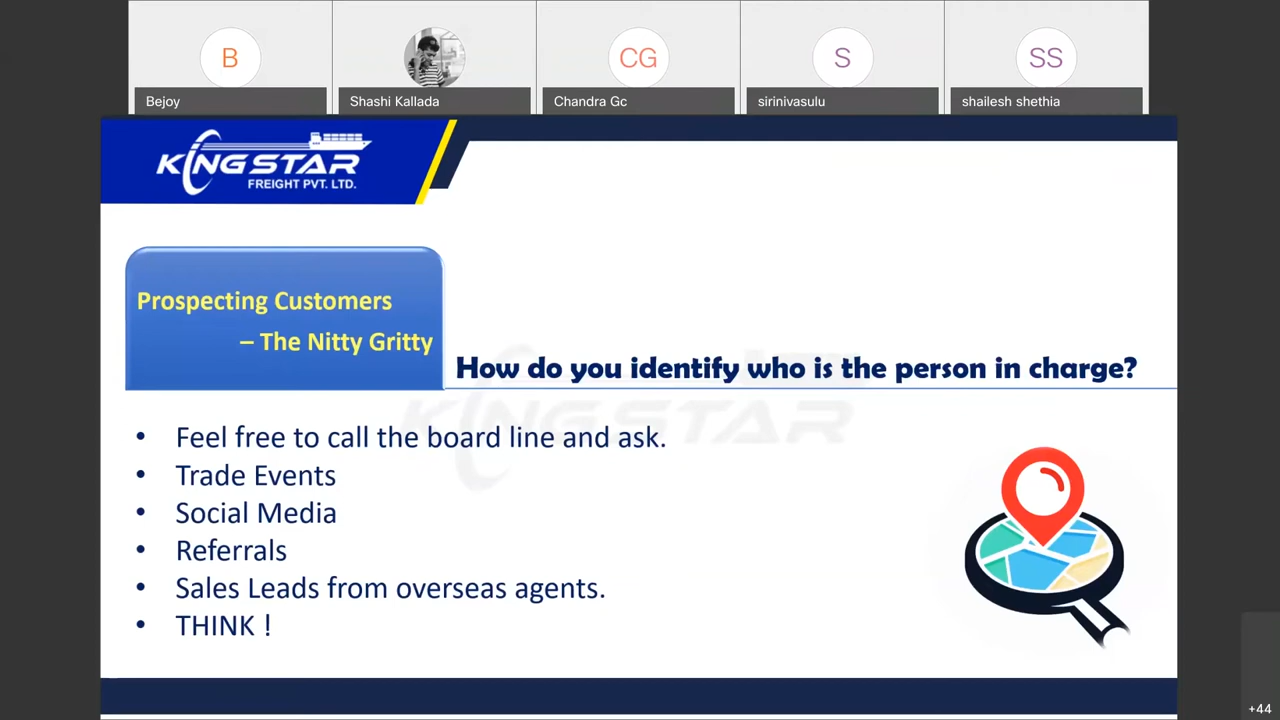 B
CG
S
SS
Bejoy
Shashi Kallada
Chandra Gc
sirinivasulu
shailesh shethia
KINGSTAR
FREIGHT PVT. LTD.
Prospecting Customers
– The Nitty Gritty
How do you identify who is the person in charge?
KINGSTAR
• Feel free to call the board line and ask.
• Trade Events
• Social Media
• Referrals
• Sales Leads from overseas agents.
• THINK !
+44